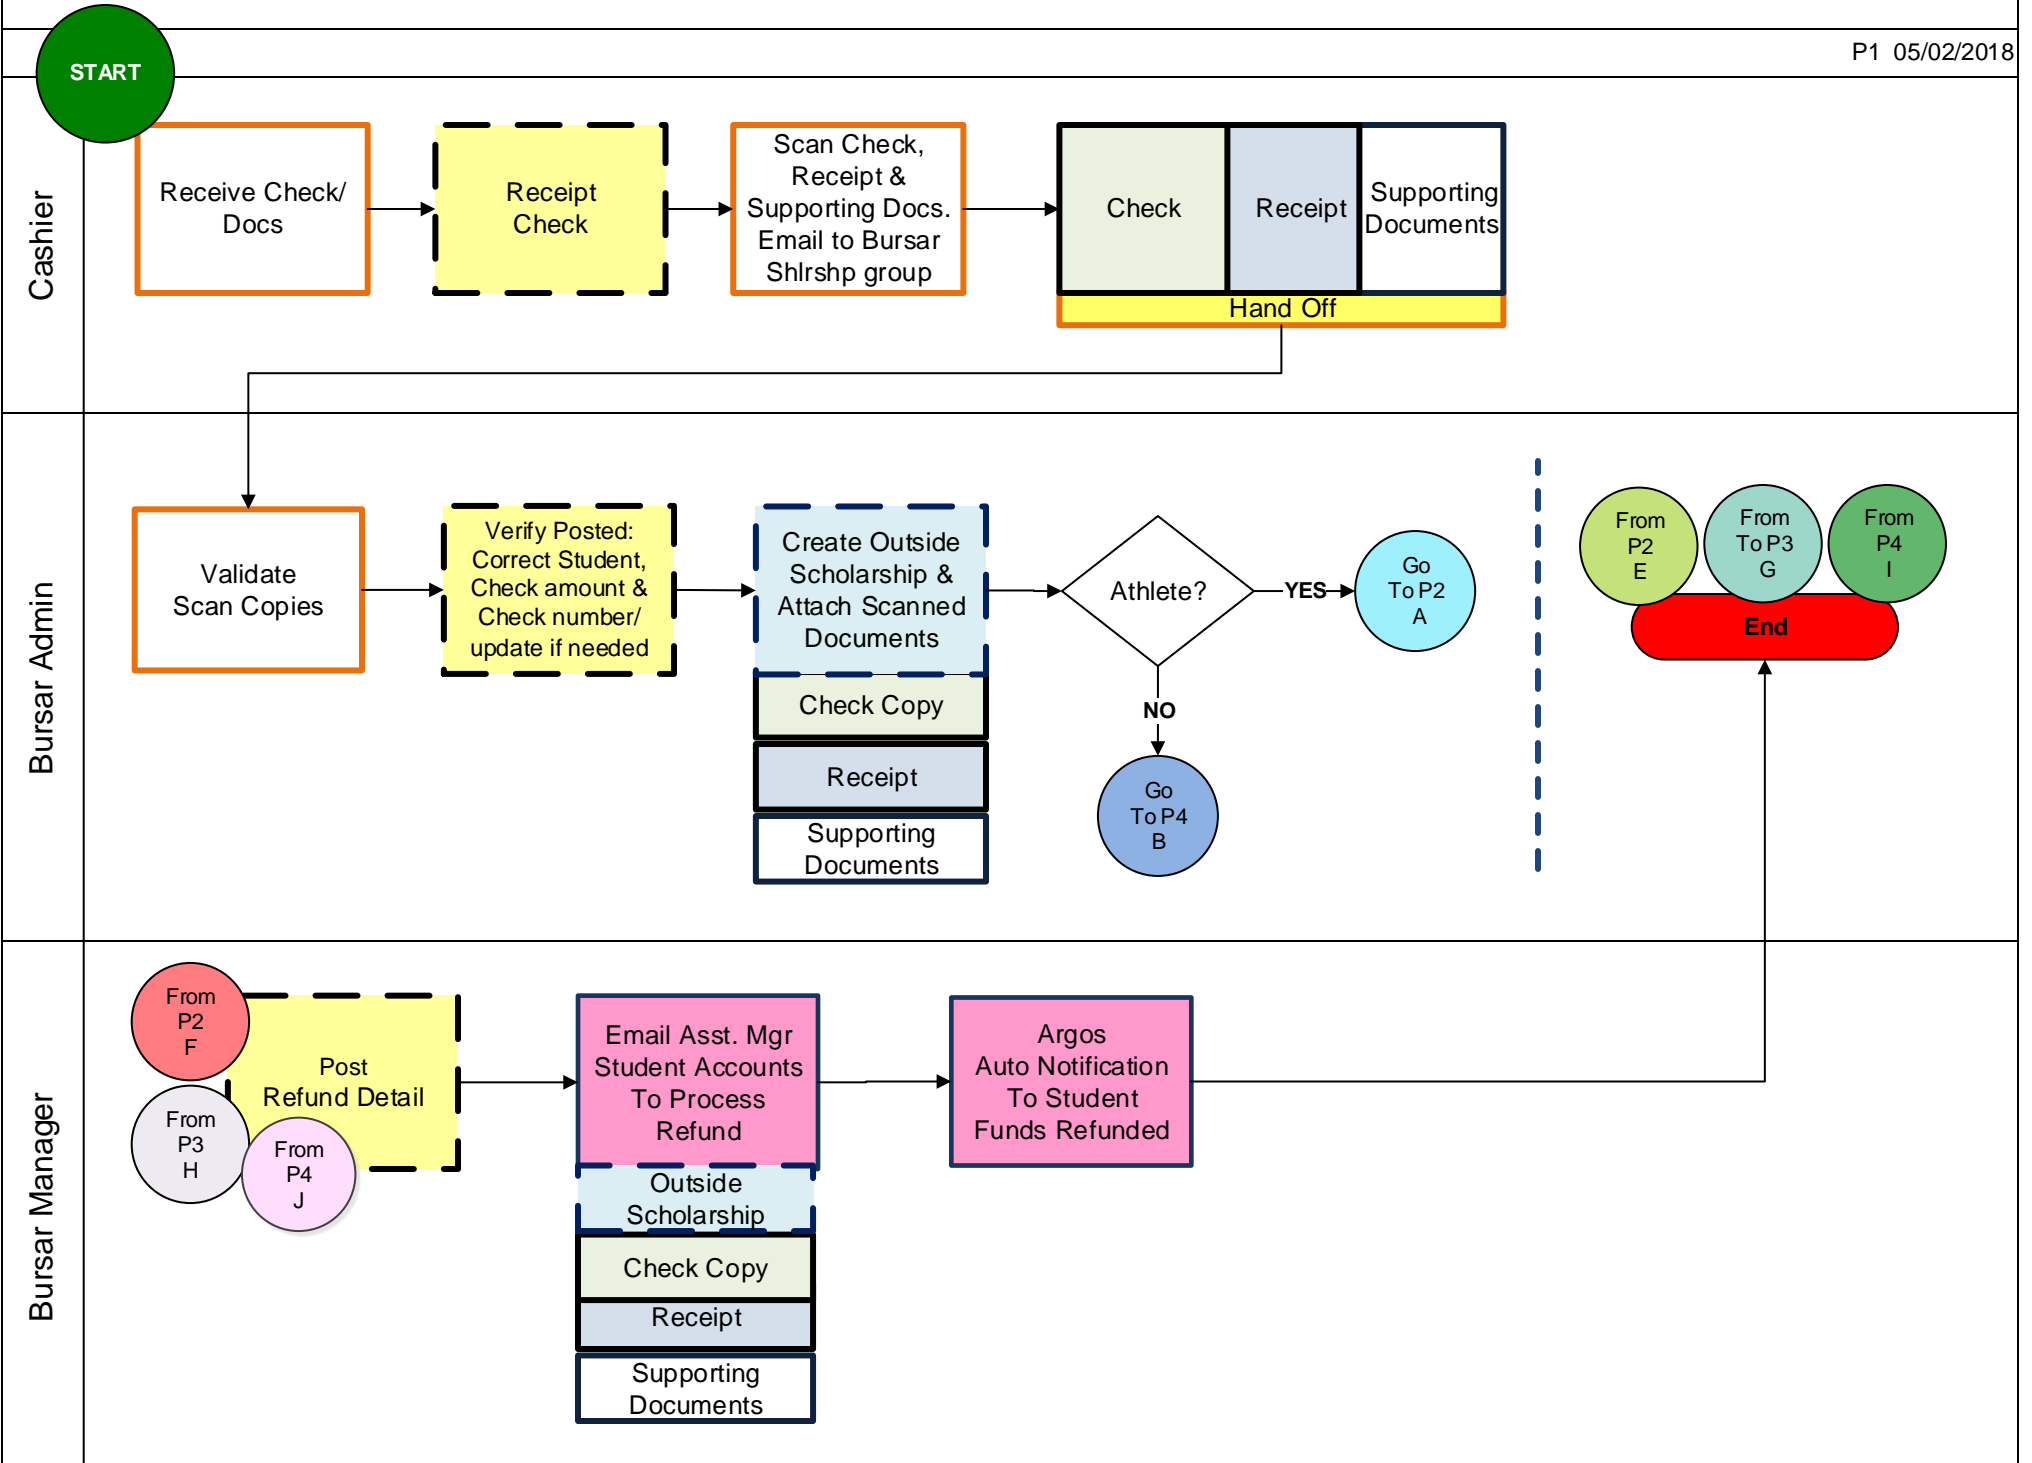 P1 05/02/2018
START
Cashier
Receive Check/
Docs
Receipt
Check
Scan Check,
Receipt &
Supporting Docs.
Email to Bursar
Shlrshp group
Check
Receipt
Supporting
Documents
Hand Off
Bursar Admin
Validate
Scan Copies
Verify Posted:
Correct Student,
Check amount &
Check number/
update if needed
Create Outside
Scholarship &
Attach Scanned
Documents
Check Copy
Receipt
Supporting
Documents
Athlete?
YES
Go
To P2
A
NO
Go
To P4
B
From
P2
E
From
To P3
G
From
P4
I
End
Bursar Manager
From
P2
F
From
P3
H
From
P4
J
Post
Refund Detail
Email Asst. Mgr
Student Accounts
To Process
Refund
Outside
Scholarship
Check Copy
Receipt
Supporting
Documents
Argos
Auto Notification
To Student
Funds Refunded